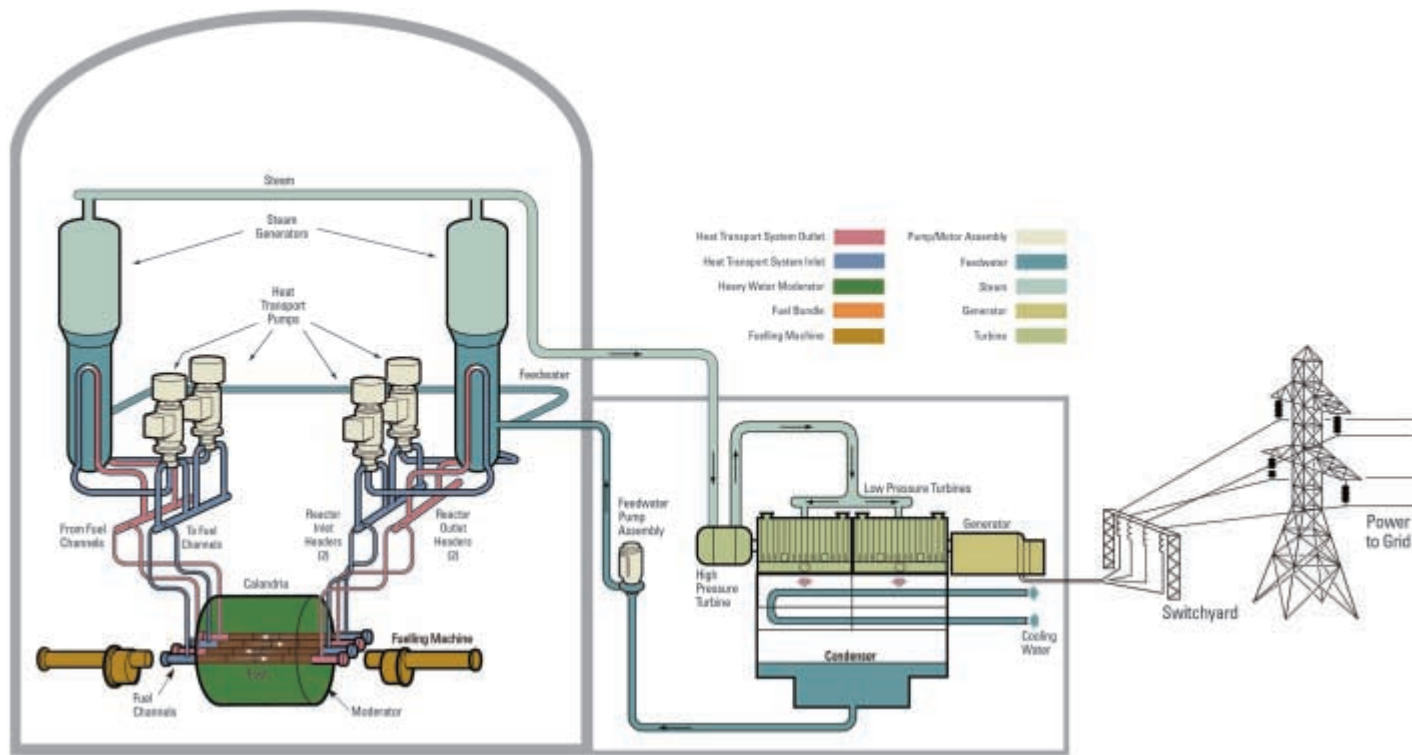 Steam
Steam
Generators
Heat
Transport
Pumps
Feedwater
Heat Transport System Outlet
Heat Transport System Inlet
Heavy Water Moderator
Fuel Bundle
Fuelling Machine
Pump/Motor Assembly
Feedwater
Steam
Generator
Turbine
From Fuel
Channels
To Fuel
Channels
Reactor
Inlet
Headers
(2)
Reactor
Outlet
Headers
(2)
Calandria
Fuelling Machine
Fuel
Fuel
Channels
Moderator
Feedwater
Pump
Assembly
Low Pressure Turbines
Generator
High
Pressure
Turbine
Condenser
Cooling
Water
Switchyard
Power
to Grid